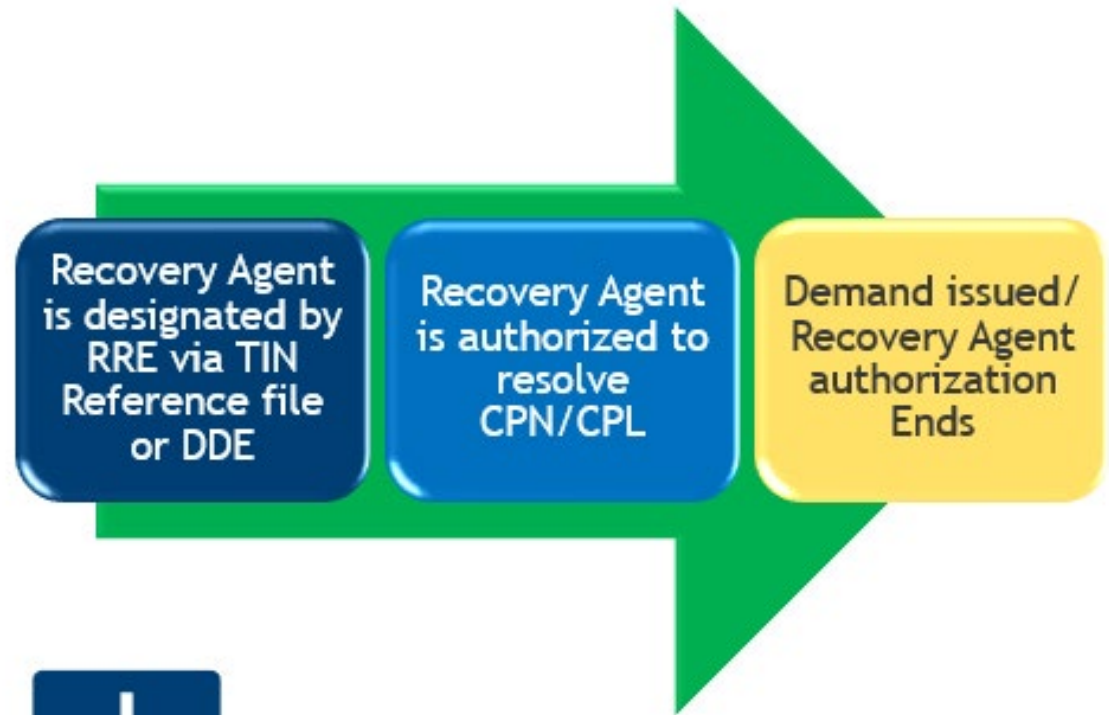 Recovery Agent
is designated by
RRE via TIN
Reference file
or DDE
Recovery Agent
is authorized to
resolve
CPN/CPL
Demand issued/
Recovery Agent
authorization
Ends